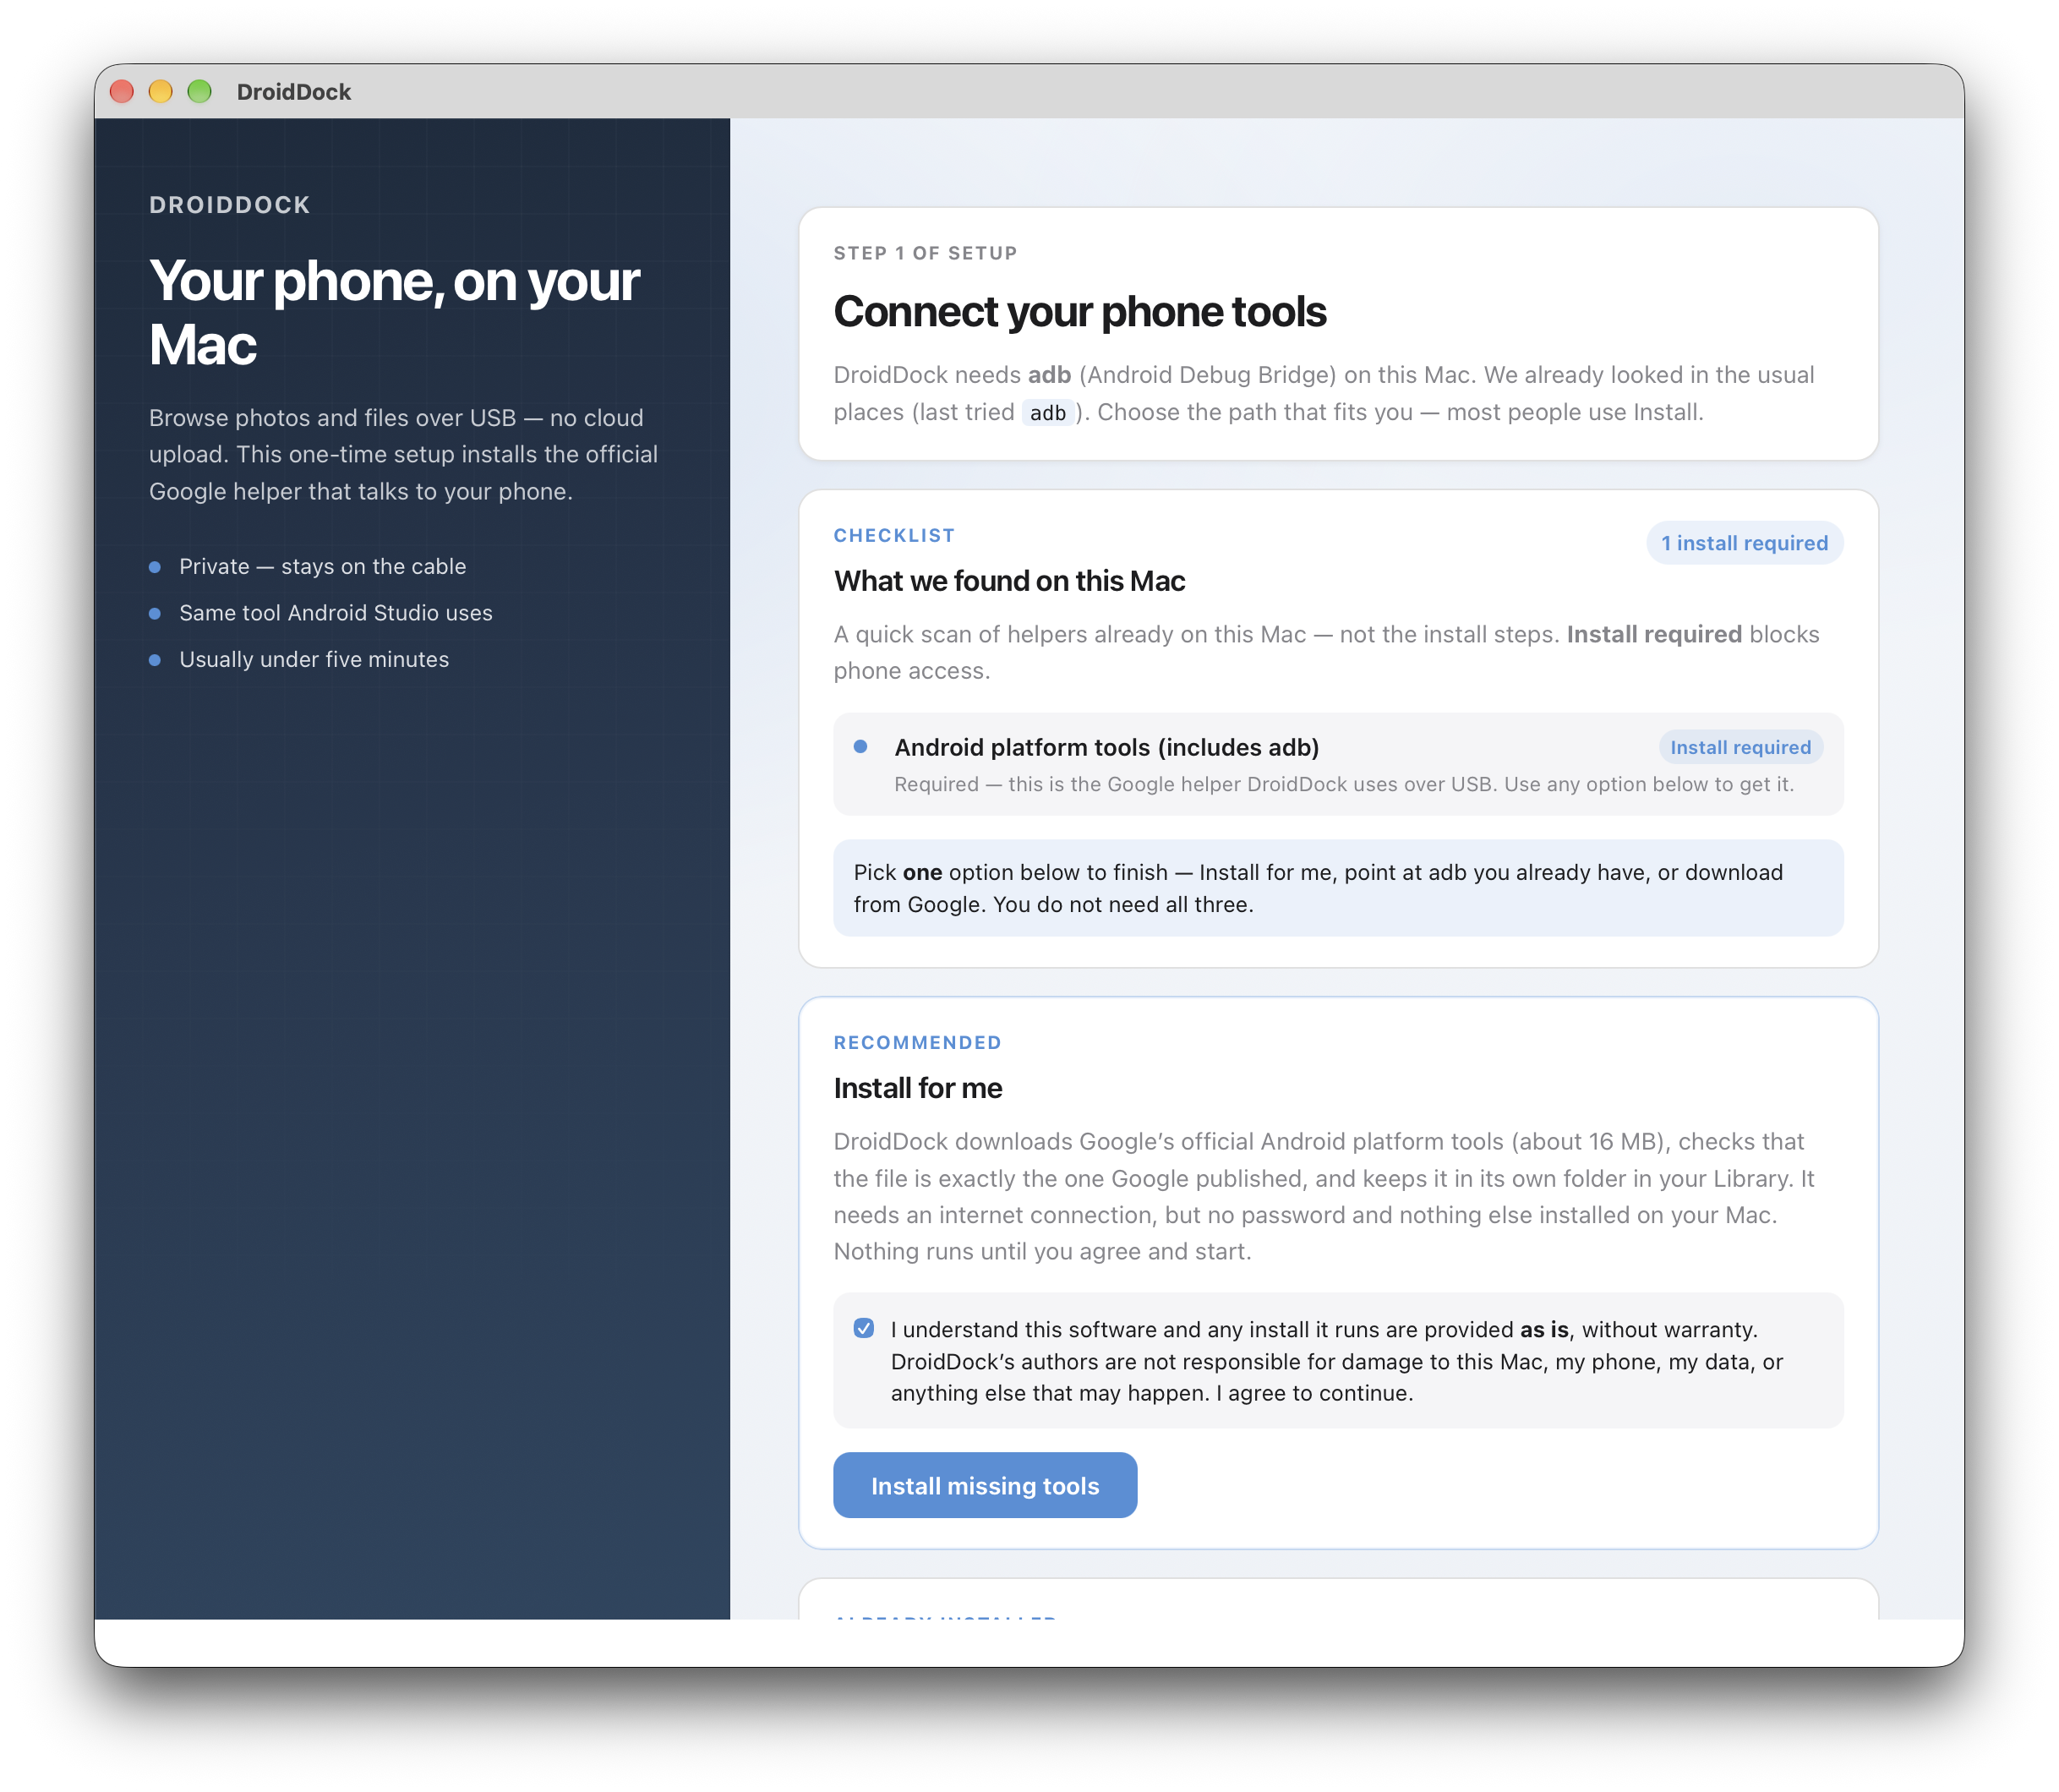 DroidDock
DROIDDOCK
Your phone, on your
Mac
Browse photos and files over USB — no cloud
upload. This one-time setup installs the official
Google helper that talks to your phone.
Private — stays on the cable
Same tool Android Studio uses
Usually under five minutes
STEP 1 OF SETUP
Connect your phone tools
DroidDock needs adb (Android Debug Bridge) on this Mac. We already looked in the usual
places (last tried adb). Choose the path that fits you — most people use Install.
CHECKLIST
1 install required
What we found on this Mac
A quick scan of helpers already on this Mac — not the install steps. Install required blocks
phone access.
Android platform tools (includes adb)
Install required
Required — this is the Google helper DroidDock uses over USB. Use any option below to get it.
Pick one option below to finish — Install for me, point at adb you already have, or download
from Google. You do not need all three.
RECOMMENDED
Install for me
DroidDock downloads Google’s official Android platform tools (about 16 MB), checks that
the file is exactly the one Google published, and keeps it in its own folder in your Library. It
needs an internet connection, but no password and nothing else installed on your Mac.
Nothing runs until you agree and start.
I understand this software and any install it runs are provided as is, without warranty.
DroidDock’s authors are not responsible for damage to this Mac, my phone, my data, or
anything else that may happen. I agree to continue.
Install missing tools
ALREADY INSTALLED